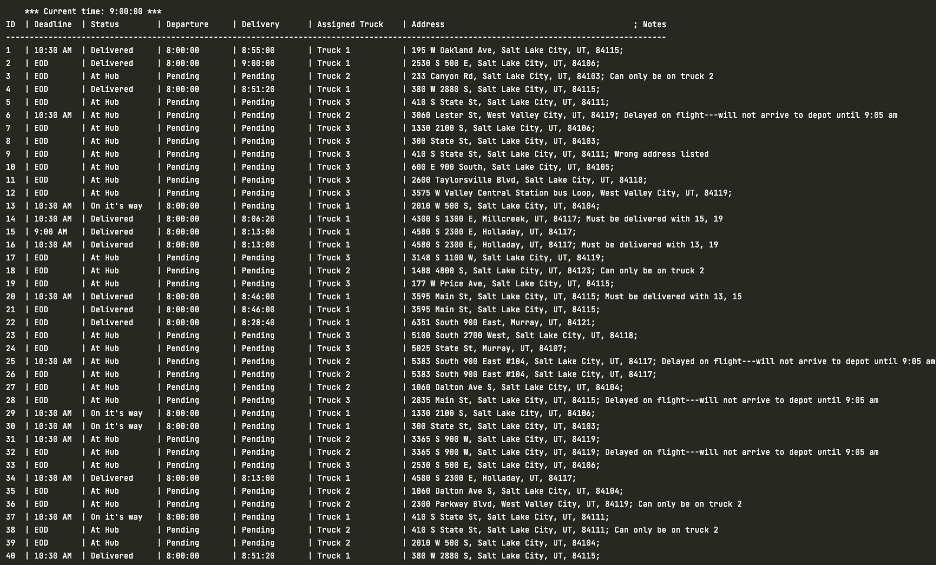 *** Current time: 9:00:00 ***
ID | Deadline | Status | Departure | Delivery | Assigned Truck | Address ; Notes
--------------------------------------------------------------------------------------------------------------------------------------------
1 | 10:30 AM | Delivered | 8:00:00 | 8:55:00 | Truck 1 | 195 W Oakland Ave, Salt Lake City, UT, 84115;
2 | EOD | Delivered | 8:00:00 | 9:00:00 | Truck 1 | 2530 S 500 E, Salt Lake City, UT, 84106;
3 | EOD | At Hub | Pending | Pending | Truck 2 | 233 Canyon Rd, Salt Lake City, UT, 84103; Can only be on truck 2
4 | EOD | Delivered | 8:00:00 | 8:51:20 | Truck 1 | 380 W 2880 S, Salt Lake City, UT, 84115;
5 | EOD | At Hub | Pending | Pending | Truck 3 | 410 S State St, Salt Lake City, UT, 84111;
6 | 10:30 AM | At Hub | Pending | Pending | Truck 2 | 3060 Lester St, West Valley City, UT, 84119; Delayed on flight---will not arrive to depot until 9:05 am
7 | EOD | At Hub | Pending | Pending | Truck 3 | 1330 2100 S, Salt Lake City, UT, 84106;
8 | EOD | At Hub | Pending | Pending | Truck 3 | 300 State St, Salt Lake City, UT, 84103;
9 | EOD | At Hub | Pending | Pending | Truck 3 | 410 S State St, Salt Lake City, UT, 84111; Wrong address listed
10 | EOD | At Hub | Pending | Pending | Truck 3 | 600 E 900 South, Salt Lake City, UT, 84105;
11 | EOD | At Hub | Pending | Pending | Truck 3 | 2600 Taylorsville Blvd, Salt Lake City, UT, 84118;
12 | EOD | At Hub | Pending | Pending | Truck 3 | 3575 W Valley Central Station bus Loop, West Valley City, UT, 84119;
13 | 10:30 AM | On it's way | 8:00:00 | Pending | Truck 1 | 2010 W 500 S, Salt Lake City, UT, 84104;
14 | 10:30 AM | Delivered | 8:00:00 | 8:06:20 | Truck 1 | 4300 S 1300 E, Millcreek, UT, 84117; Must be delivered with 15, 19
15 | 9:00 AM | Delivered | 8:00:00 | 8:13:00 | Truck 1 | 4580 S 2300 E, Holladay, UT, 84117;
16 | 10:30 AM | Delivered | 8:00:00 | 8:13:00 | Truck 1 | 4580 S 2300 E, Holladay, UT, 84117; Must be delivered with 13, 19
17 | EOD | At Hub | Pending | Pending | Truck 3 | 3148 S 1100 W, Salt Lake City, UT, 84119;
18 | EOD | At Hub | Pending | Pending | Truck 2 | 1488 4800 S, Salt Lake City, UT, 84123; Can only be on truck 2
19 | EOD | At Hub | Pending | Pending | Truck 3 | 177 W Price Ave, Salt Lake City, UT, 84115;
20 | 10:30 AM | Delivered | 8:00:00 | 8:46:00 | Truck 1 | 3595 Main St, Salt Lake City, UT, 84115; Must be delivered with 13, 15
21 | EOD | Delivered | 8:00:00 | 8:46:00 | Truck 1 | 3595 Main St, Salt Lake City, UT, 84115;
22 | EOD | Delivered | 8:00:00 | 8:28:40 | Truck 1 | 6351 South 900 East, Murray, UT, 84121;
23 | EOD | At Hub | Pending | Pending | Truck 3 | 5100 South 2700 West, Salt Lake City, UT, 84118;
24 | EOD | At Hub | Pending | Pending | Truck 3 | 5025 State St, Murray, UT, 84107;
25 | 10:30 AM | At Hub | Pending | Pending | Truck 2 | 5383 South 900 East #104, Salt Lake City, UT, 84117; Delayed on flight---will not arrive to depot until 9:05 am
26 | EOD | At Hub | Pending | Pending | Truck 2 | 5383 South 900 East #104, Salt Lake City, UT, 84117;
27 | EOD | At Hub | Pending | Pending | Truck 2 | 1060 Dalton Ave S, Salt Lake City, UT, 84104;
28 | EOD | At Hub | Pending | Pending | Truck 3 | 2835 Main St, Salt Lake City, UT, 84115; Delayed on flight---will not arrive to depot until 9:05 am
29 | 10:30 AM | On it's way | 8:00:00 | Pending | Truck 1 | 1330 2100 S, Salt Lake City, UT, 84106;
30 | 10:30 AM | On it's way | 8:00:00 | Pending | Truck 1 | 300 State St, Salt Lake City, UT, 84103;
31 | 10:30 AM | At Hub | Pending | Pending | Truck 2 | 3365 S 900 W, Salt Lake City, UT, 84119;
32 | EOD | At Hub | Pending | Pending | Truck 2 | 3365 S 900 W, Salt Lake City, UT, 84119; Delayed on flight---will not arrive to depot until 9:05 am
33 | EOD | At Hub | Pending | Pending | Truck 3 | 2530 S 500 E, Salt Lake City, UT, 84106;
34 | 10:30 AM | Delivered | 8:00:00 | 8:13:00 | Truck 1 | 4580 S 2300 E, Holladay, UT, 84117;
35 | EOD | At Hub | Pending | Pending | Truck 2 | 1060 Dalton Ave S, Salt Lake City, UT, 84104;
36 | EOD | At Hub | Pending | Pending | Truck 2 | 2300 Parkway Blvd, West Valley City, UT, 84119; Can only be on truck 2
37 | 10:30 AM | On it's way | 8:00:00 | Pending | Truck 1 | 410 S State St, Salt Lake City, UT, 84111;
38 | EOD | At Hub | Pending | Pending | Truck 2 | 410 S State St, Salt Lake City, UT, 84111; Can only be on truck 2
39 | EOD | At Hub | Pending | Pending | Truck 2 | 2010 W 500 S, Salt Lake City, UT, 84104;
40 | 10:30 AM | Delivered | 8:00:00 | 8:51:20 | Truck 1 | 380 W 2880 S, Salt Lake City, UT, 84115;